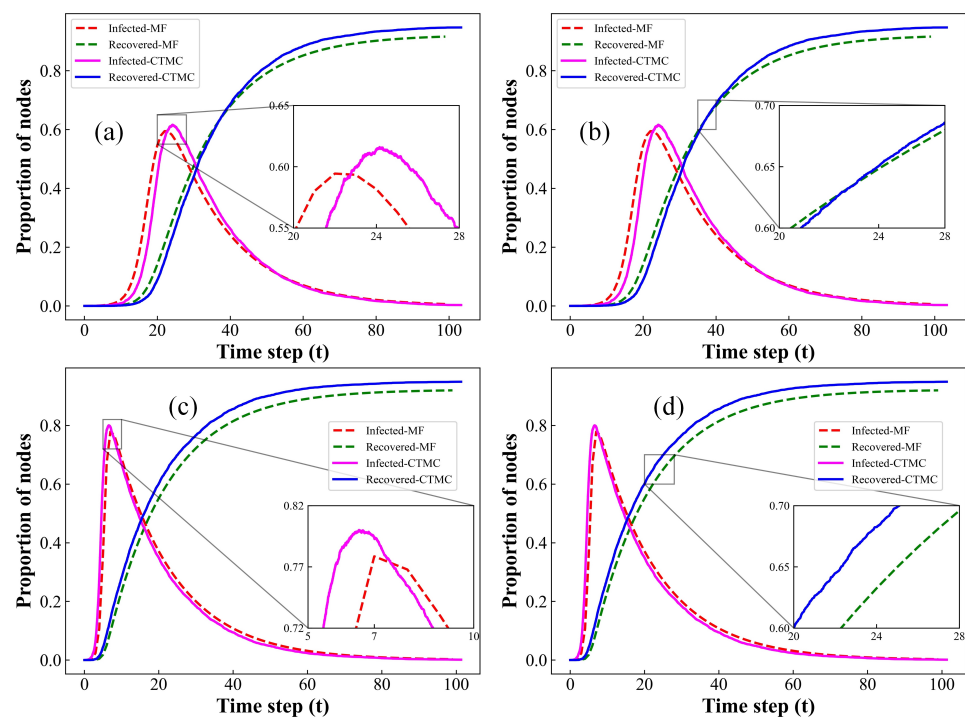 Proportion of nodes
0.0
0.2
0.4
0.6
0.8
0
20
40
60
80
100
Time step (t)
Infected-MF
Recovered-MF
Infected-CTMC
Recovered-CTMC
(a)
0.65
0.60
0.55
20
24
28
Proportion of nodes
0.0
0.2
0.4
0.6
0.8
0
20
40
60
80
100
Time step (t)
Infected-MF
Recovered-MF
Infected-CTMC
Recovered-CTMC
(b)
0.70
0.65
0.60
20
24
28
Proportion of nodes
0.0
0.2
0.4
0.6
0.8
0
20
40
60
80
100
Time step (t)
(c)
Infected-MF
Recovered-MF
Infected-CTMC
Recovered-CTMC
0.82
0.77
0.72
5
7
10
Proportion of nodes
0.0
0.2
0.4
0.6
0.8
0
20
40
60
80
100
Time step (t)
(d)
Infected-MF
Recovered-MF
Infected-CTMC
Recovered-CTMC
0.70
0.65
0.60
20
24
28